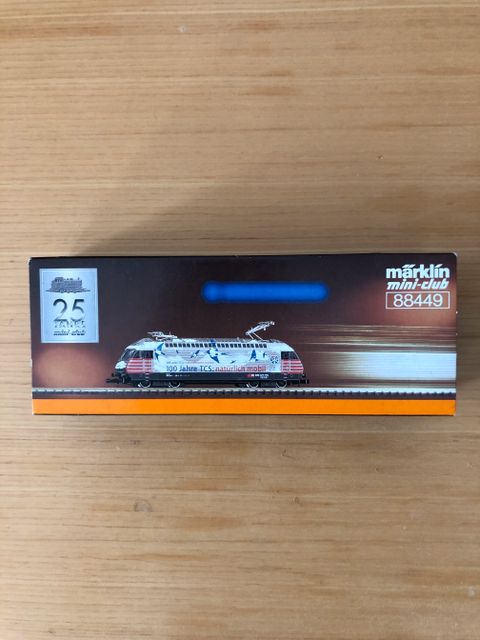 märklin
mini-club
88449
25
JAHRE
mini-club
100 Jahre TCS: natürlich mobil